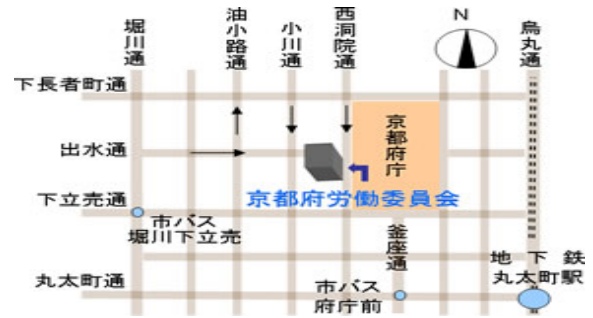 堀川通
油小路通
小川通
西洞院通
N
烏丸通
下長者町通
京都府庁
出水通
下立売通
京都府労働委員会
市バス
堀川下立売
釜座通
地下鉄
丸太町駅
丸太町通
市バス
府庁前